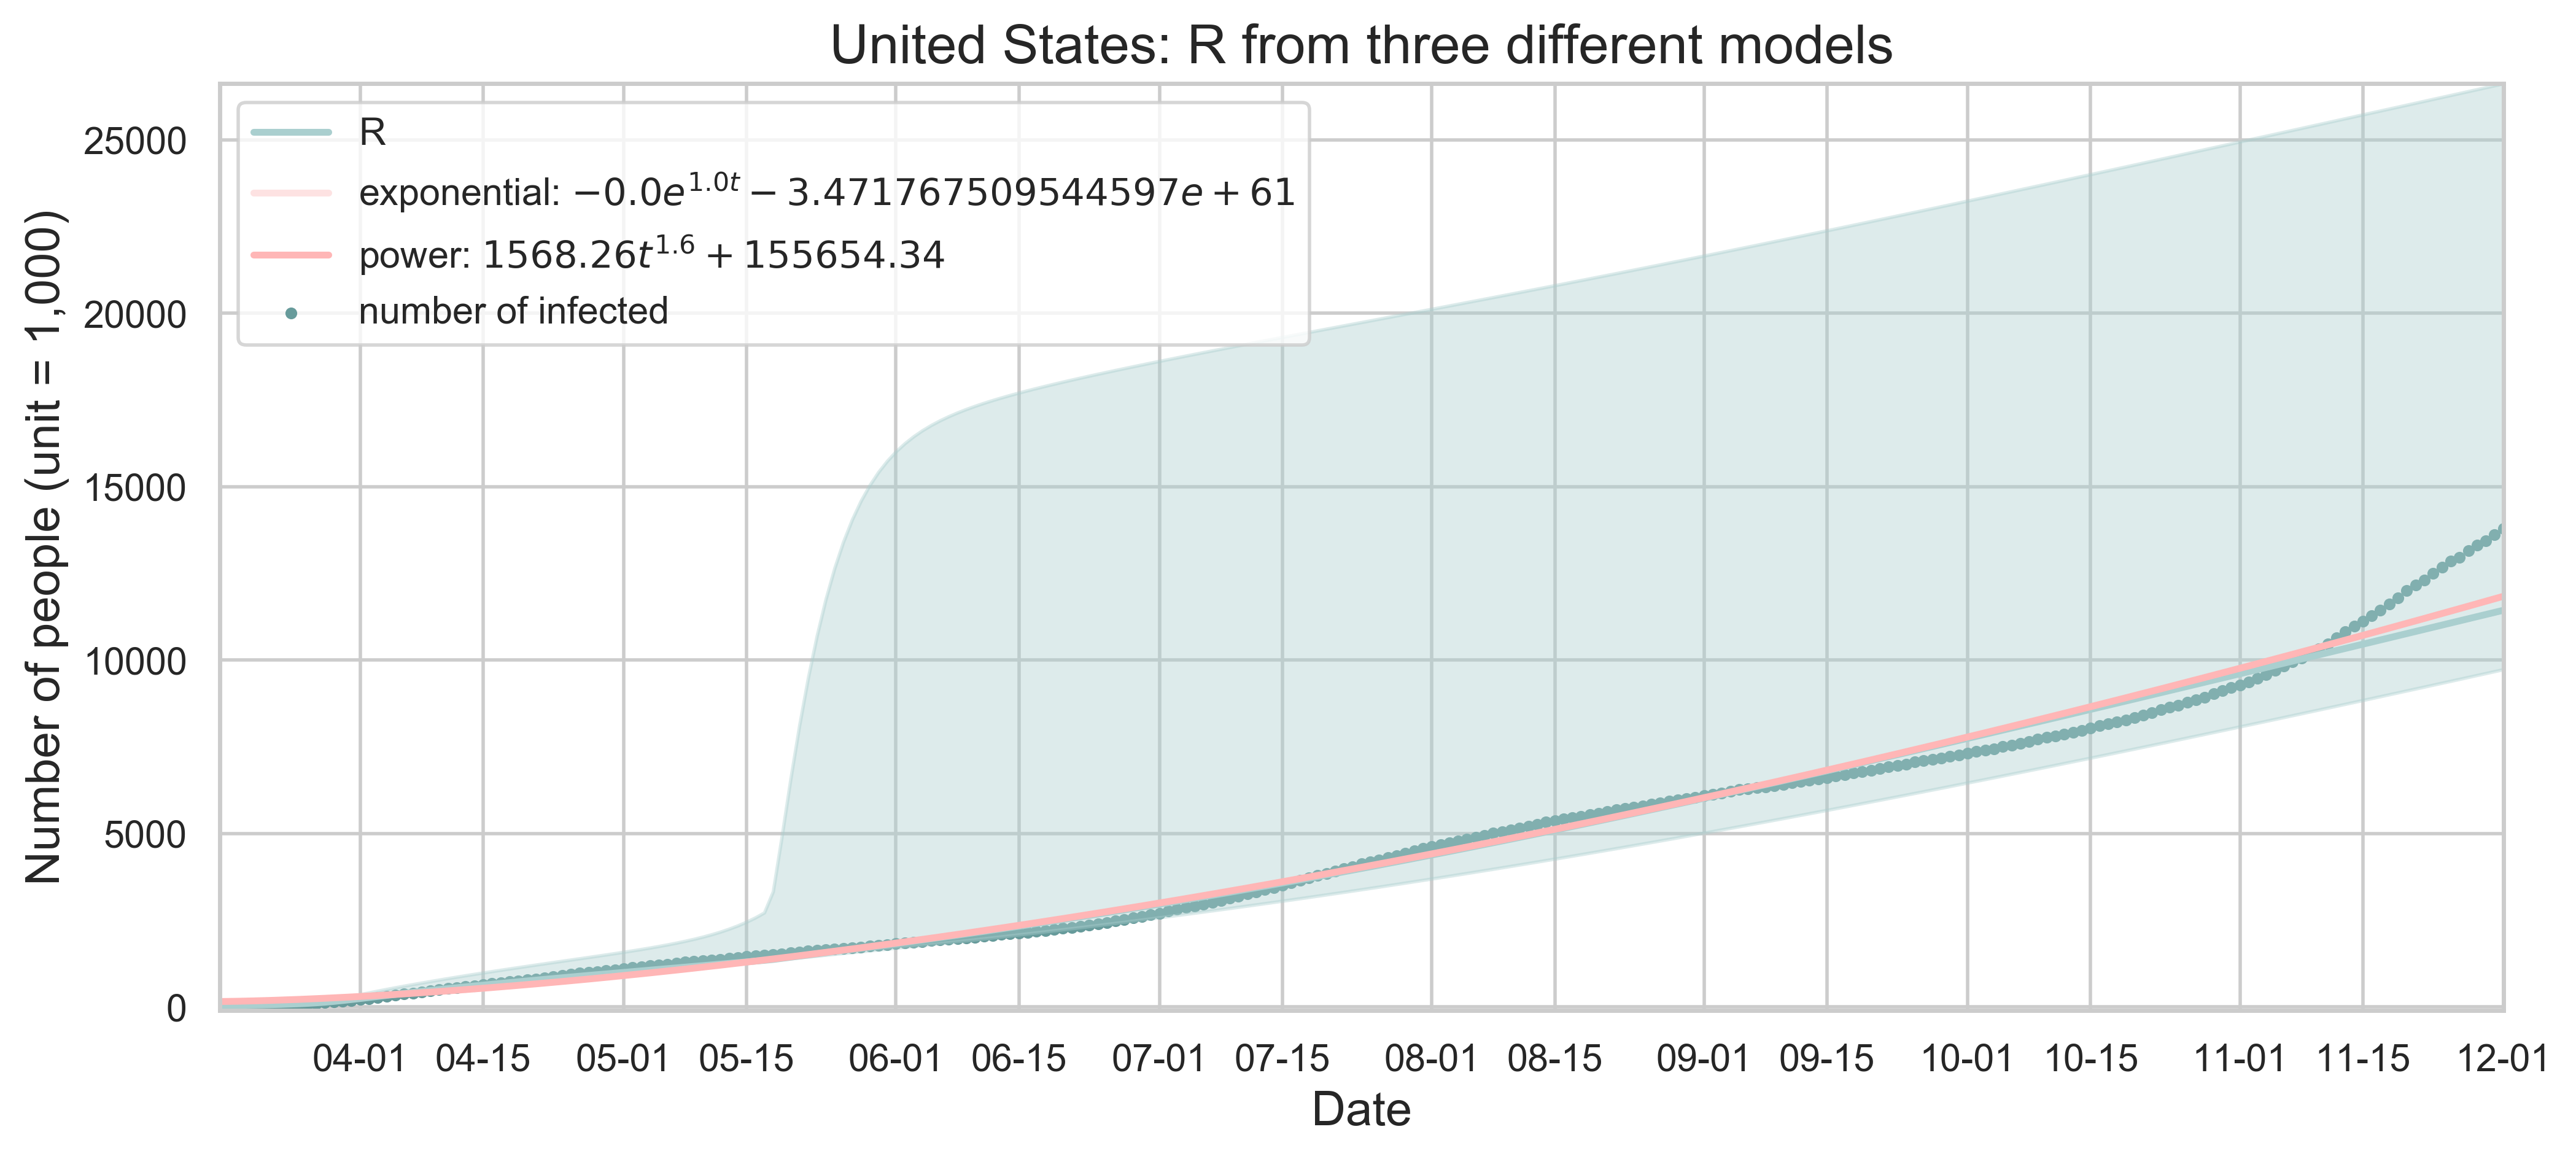 United States: R from three different models
Number of people (unit = 1,000)
25000
20000
15000
10000
5000
0
R
exponential: −0.0e^{1.0t} − 3.4717675095445​97e + 61
power: 1568.26t^{1.6} + 155654.34
number of infected
04-01 04-15 05-01 05-15 06-01 06-15 07-01 07-15 08-01 08-15 09-01 09-15 10-01 10-15 11-01 11-15 12-01
Date